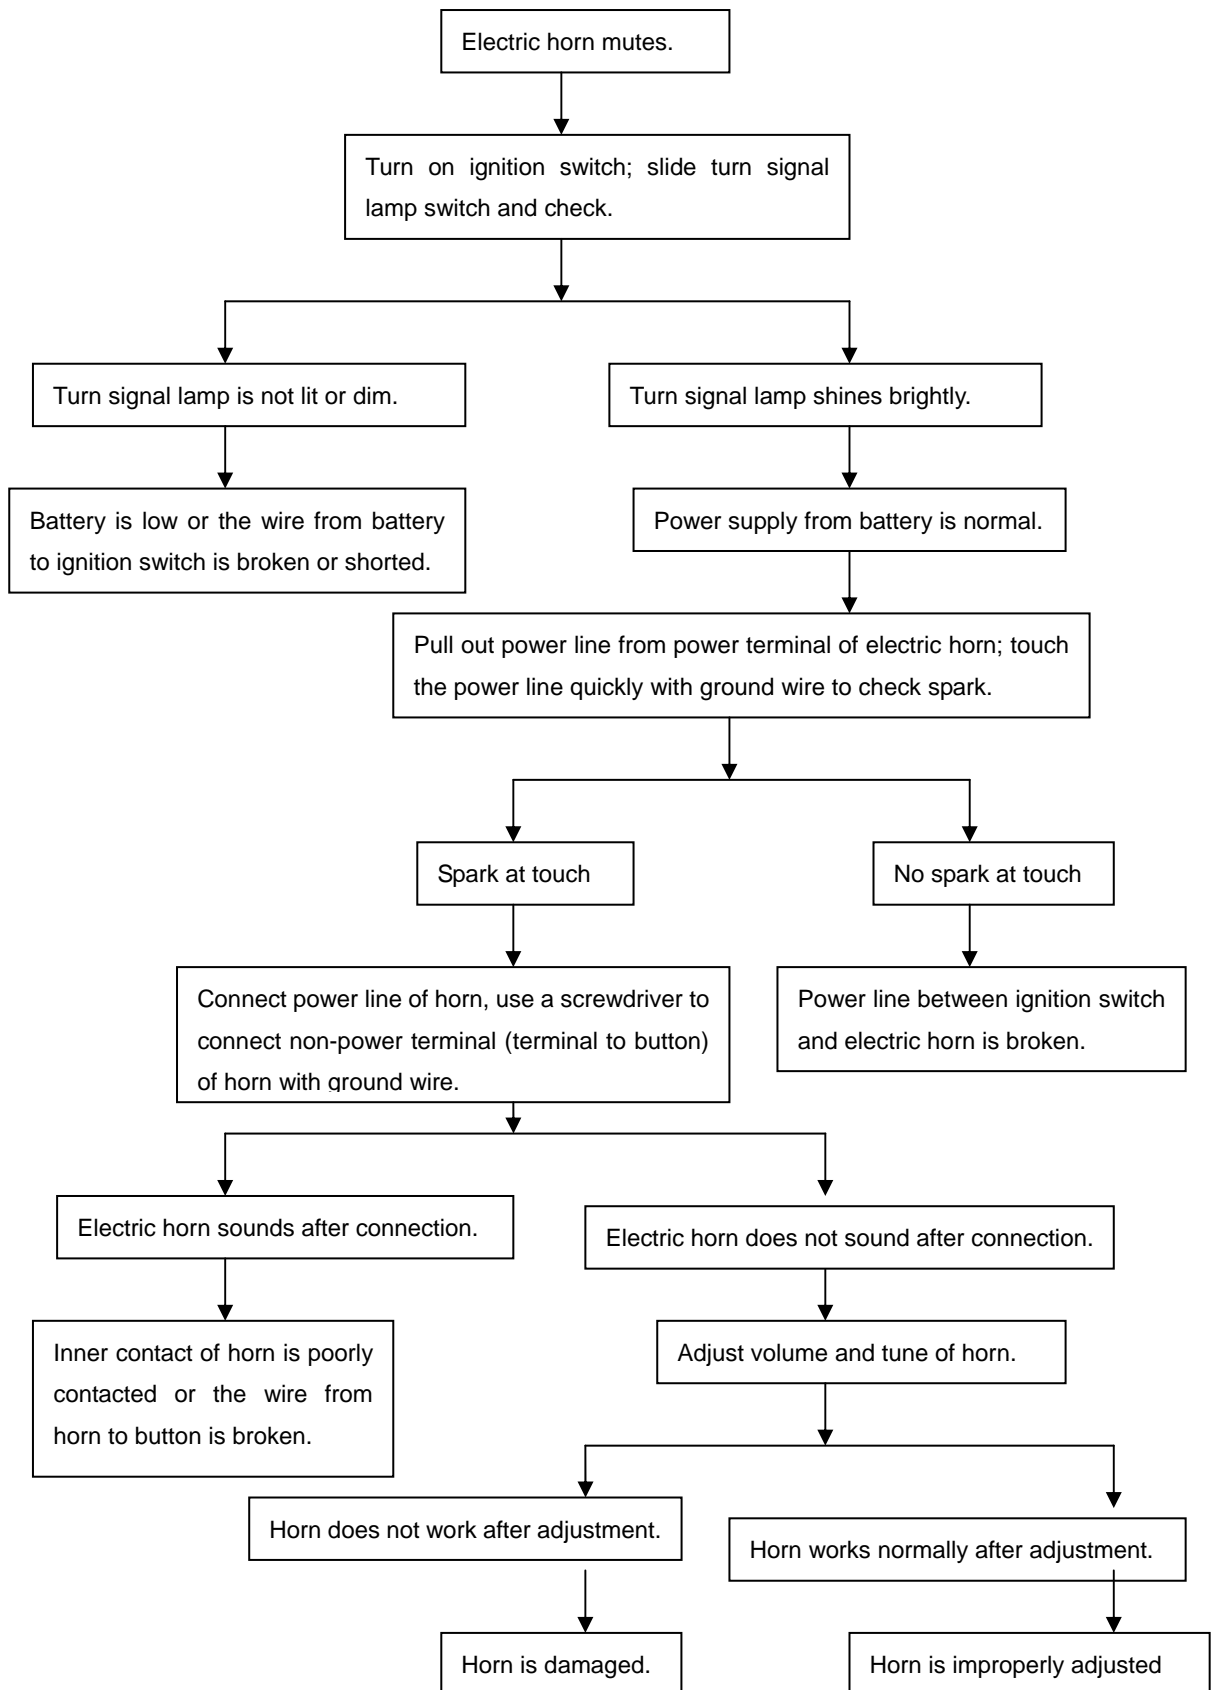 Electric horn mutes.
Turn on ignition switch; slide turn signal
lamp switch and check.
Turn signal lamp is not lit or dim.
Turn signal lamp shines brightly.
Battery is low or the wire from battery
to ignition switch is broken or shorted.
Power supply from battery is normal.
Pull out power line from power terminal of electric horn; touch
the power line quickly with ground wire to check spark.
Spark at touch
No spark at touch
Connect power line of horn, use a screwdriver to
connect non-power terminal (terminal to button)
of horn with ground wire.
Power line between ignition switch
and electric horn is broken.
Electric horn sounds after connection.
Electric horn does not sound after connection.
Inner contact of horn is poorly
contacted or the wire from
horn to button is broken.
Adjust volume and tune of horn.
Horn does not work after adjustment.
Horn works normally after adjustment.
Horn is damaged.
Horn is improperly adjusted